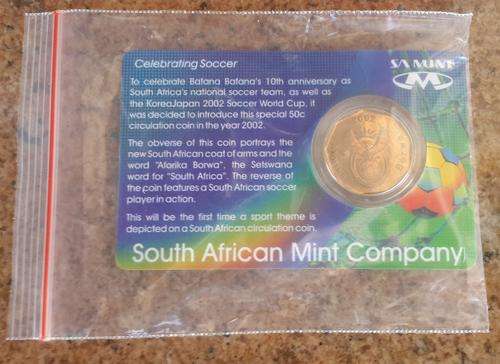 Celebrating Soccer
SA MINT
To celebrate Bafana Bafana's 10th anniversary as
South Africa's national soccer team, as well as
the KoreaJapan 2002 Soccer World Cup, it
was decided to introduce this special 50c
circulation coin in the year 2002.
The obverse of this coin portrays the
new South African coat of arms and the
word "Aforika Borwa", the Setswana
word for "South Africa". The reverse of
the coin features a South African soccer
player in action.
This will be the first time a sport theme is
depicted on a South African circulation coin.
2002
South African Mint Company